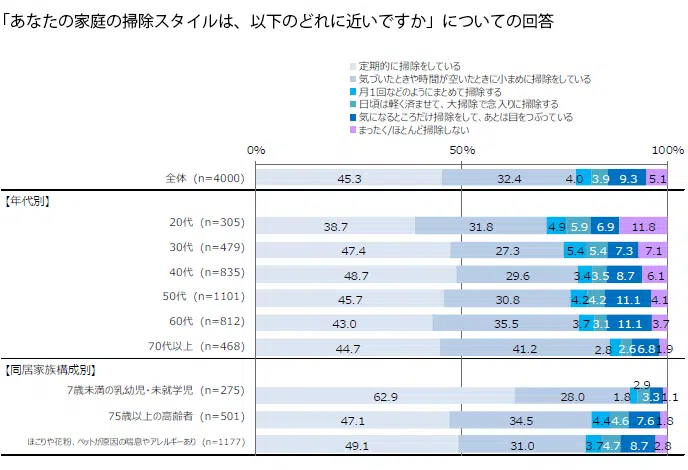 「あなたの家庭の掃除スタイルは、以下のどれに近いですか」についての回答
定期的に掃除をしている
気づいたときや時間が空いたときに小まめに掃除をしている
月1回などのようにまとめて掃除する
日頃は軽く済ませて、大掃除で念入りに掃除する
気になるところだけ掃除をして、あとは目をつぶっている
まったく/ほとんど掃除しない
0% 50% 100%
全体 (n=4000) 45.3 32.4 4.0 3.9 9.3 5.1
【年代別】
20代 (n=305) 38.7 31.8 4.9 5.9 6.9 11.8
30代 (n=479) 47.4 27.3 5.4 5.4 7.3 7.1
40代 (n=835) 48.7 29.6 3.4 3.5 8.7 6.1
50代 (n=1101) 45.7 30.8 4.2 4.2 11.1 4.1
60代 (n=812) 43.0 35.5 3.7 3.1 11.1 3.7
70代以上 (n=468) 44.7 41.2 2.8 2.6 6.8 1.9
【同居家族構成別】
7歳未満の乳幼児・未就学児 (n=275) 62.9 28.0 1.8 2.9 3.3 1.1
75歳以上の高齢者 (n=501) 47.1 34.5 4.4 4.6 7.6 1.8
ほこりや花粉、ペットが原因の喘息やアレルギーあり (n=1177) 49.1 31.0 3.7 4.7 8.7 2.8